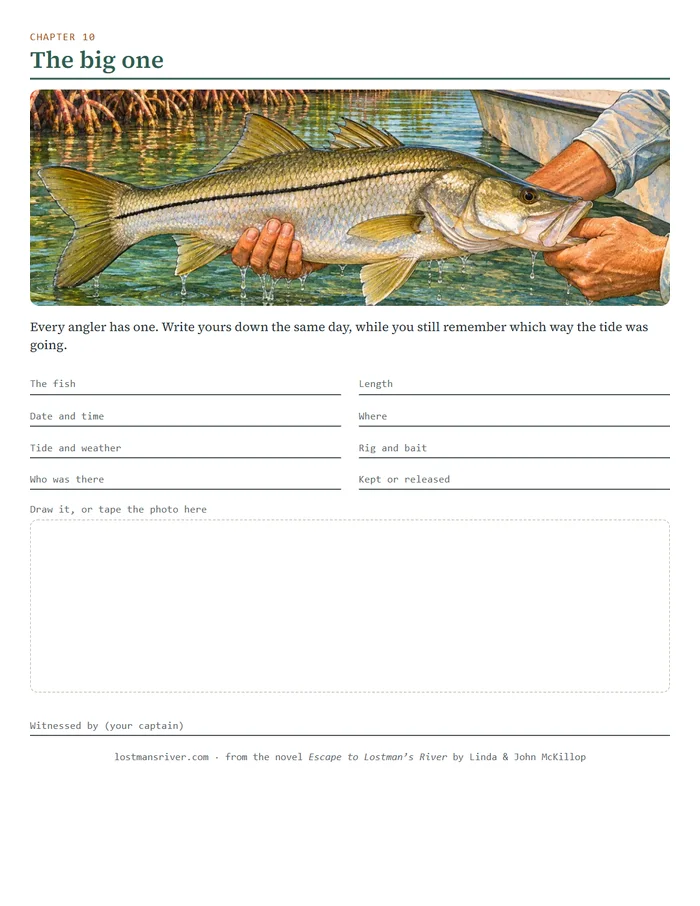 CHAPTER 10
The big one
Every angler has one. Write yours down the same day, while you still remember which way the tide was
going.
The fish
Length
Date and time
Where
Tide and weather
Rig and bait
Who was there
Kept or released
Draw it, or tape the photo here
Witnessed by (your captain)
lostmansriver.com · from the novel Escape to Lostman’s River by Linda & John McKillop